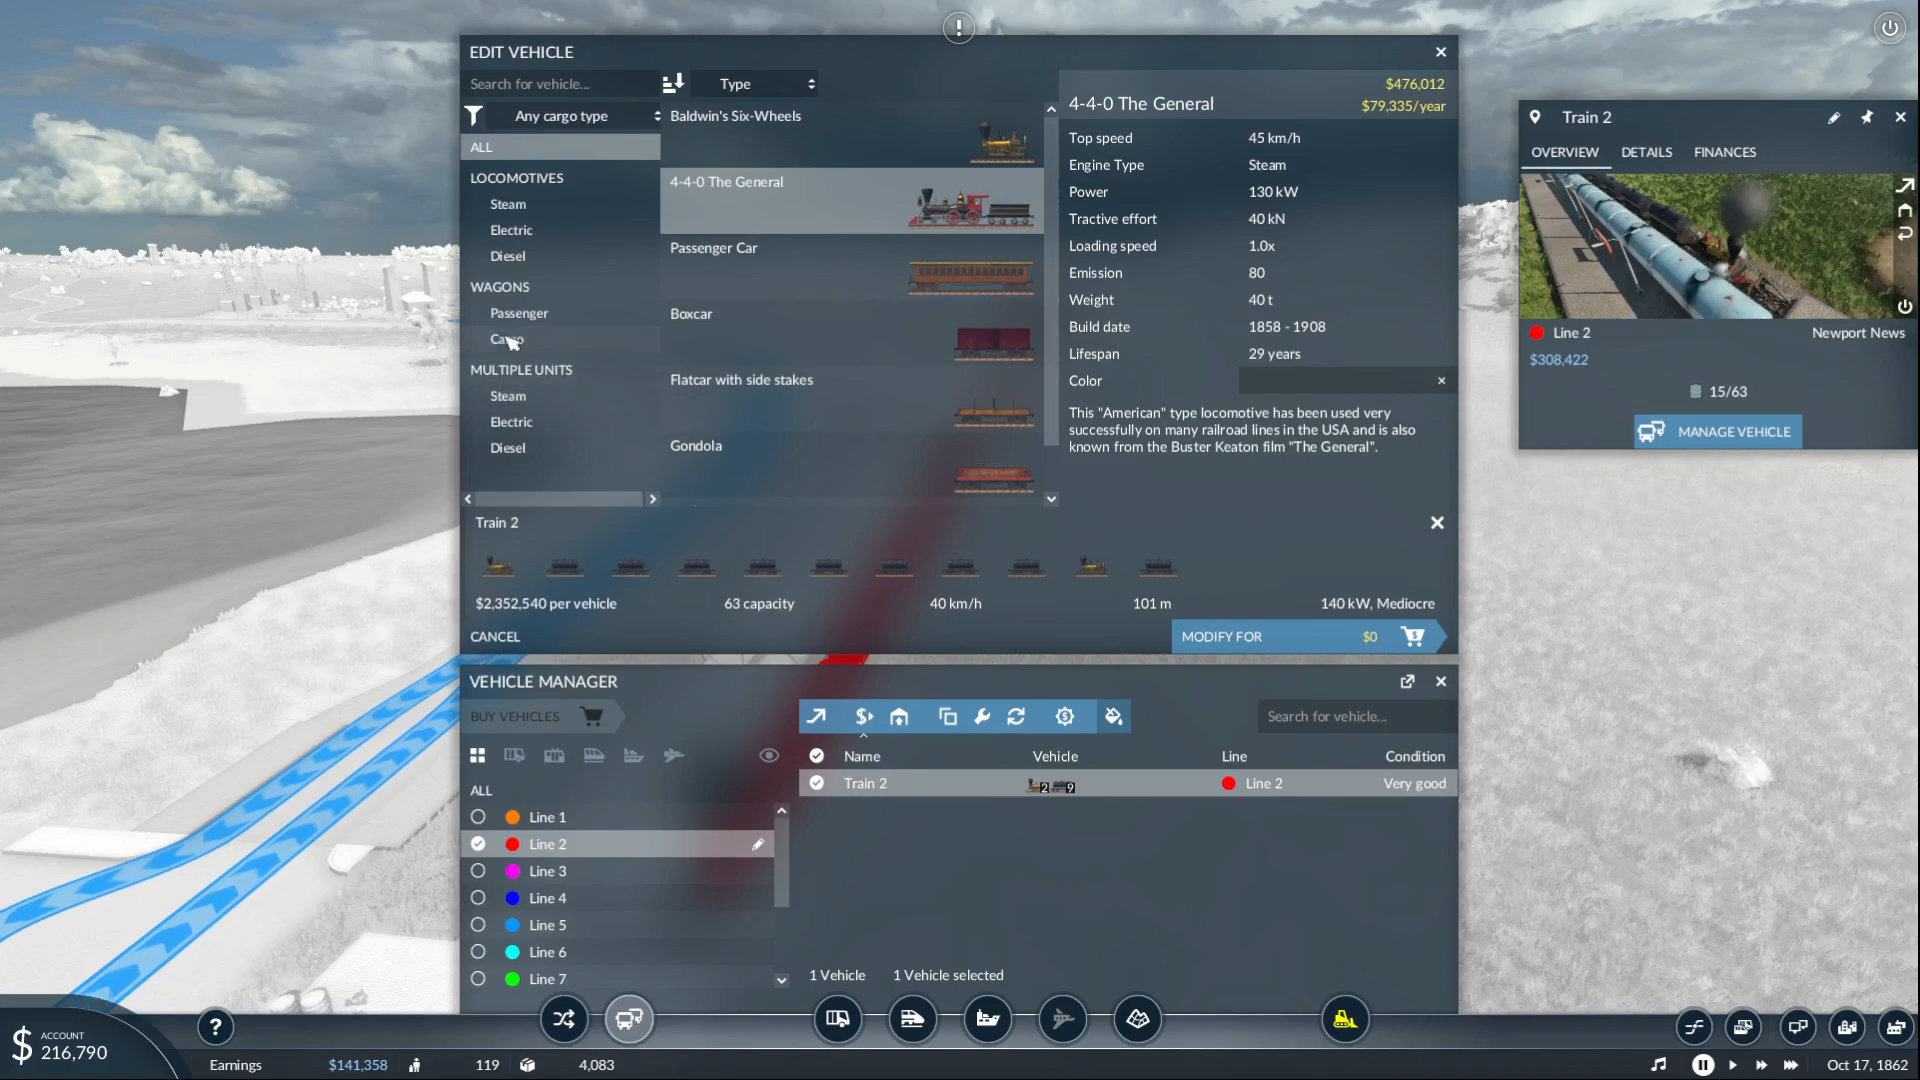 EDIT VEHICLE
Search for vehicle...
Type
Any cargo type
ALL
LOCOMOTIVES
Steam
Electric
Diesel
WAGONS
Passenger
Cargo
MULTIPLE UNITS
Steam
Electric
Diesel
Baldwin's Six-Wheels
4-4-0 The General
Passenger Car
Boxcar
Flatcar with side stakes
Gondola
$476,012
4-4-0 The General
$79,335/year
Top speed 45 km/h
Engine Type Steam
Power 130 kW
Tractive effort 40 kN
Loading speed 1.0x
Emission 80
Weight 40 t
Build date 1858 - 1908
Lifespan 29 years
Color
This "American" type locomotive has been used very
successfully on many railroad lines in the USA and is also
known from the Buster Keaton film "The General".
Train 2
$2,352,540 per vehicle 63 capacity 40 km/h 101 m 140 kW, Mediocre
CANCEL
MODIFY FOR $0
Train 2
OVERVIEW DETAILS FINANCES
Line 2 Newport News
$308,422
15/63
MANAGE VEHICLE
VEHICLE MANAGER
BUY VEHICLES
Search for vehicle...
ALL
Line 1
Line 2
Line 3
Line 4
Line 5
Line 6
Line 7
Name Vehicle Line Condition
Train 2 2 9 Line 2 Very good
1 Vehicle 1 Vehicle selected
$ ACCOUNT
216,790
?
Earnings $141,358 119 4,083
Oct 17, 1862